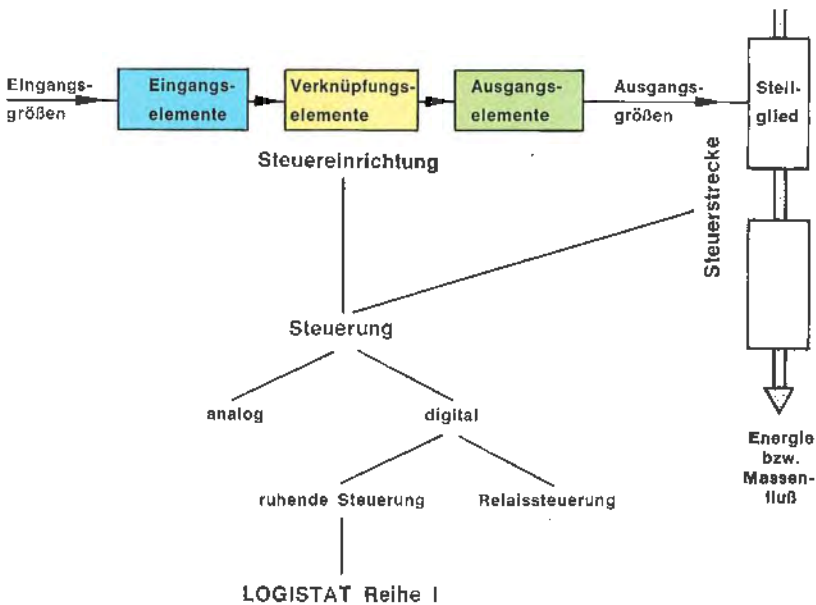 Eingangs-
größen
Eingangs-
elemente
Verknüpfungs-
elemente
Ausgangs-
elemente
Ausgangs-
größen
Stell-
glied
Steuereinrichtung
Steuerstrecke
Steuerung
analog
digital
Energie
bzw.
Massen-
fluß
ruhende Steuerung
Relaissteuerung
LOGISTAT Reihe I